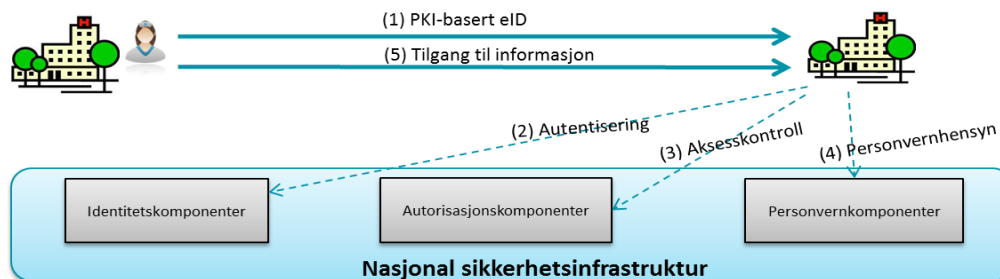 (1) PKI-basert eID
(5) Tilgang til informasjon
(2) Autentisering
(3) Aksesskontroll
(4) Personvernhensyn
Identitetskomponenter
Autorisasjonskomponenter
Personvernkomponenter
Nasjonal sikkerhetsinfrastruktur